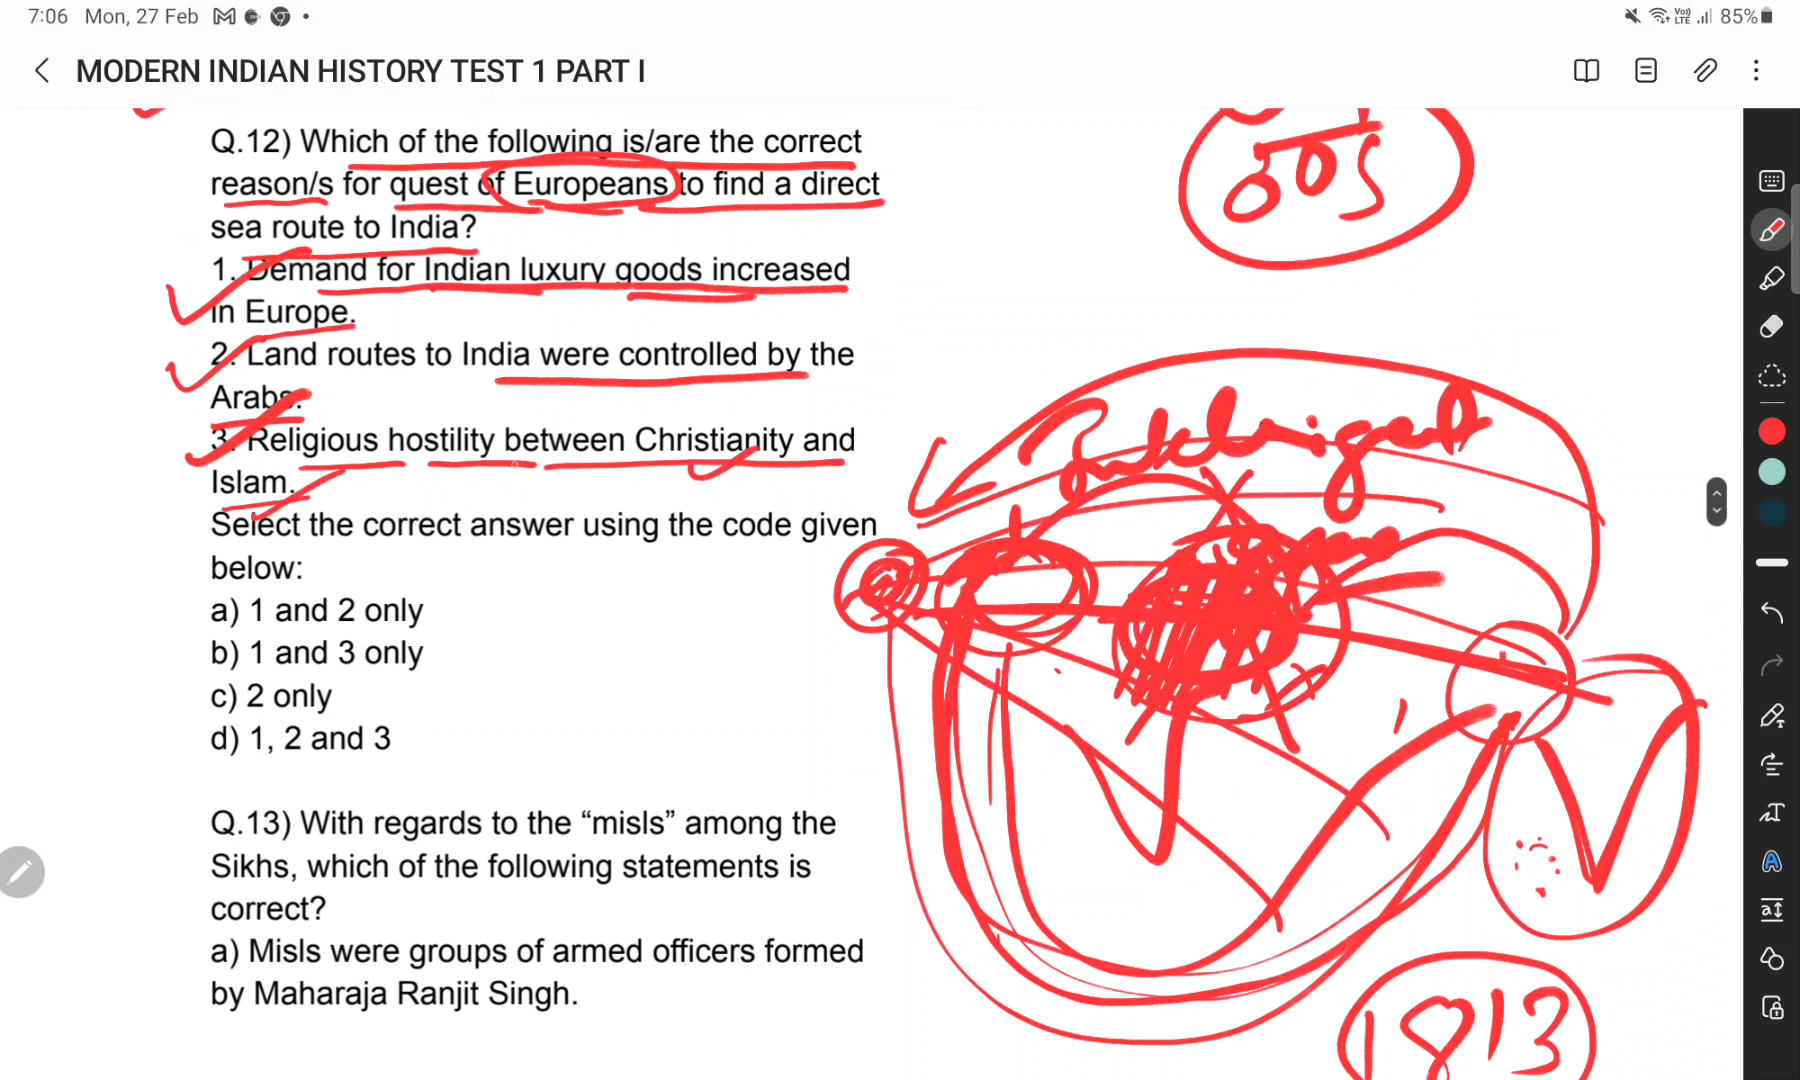 7:06 Mon, 27 Feb
85%
MODERN INDIAN HISTORY TEST 1 PART I
Q.12) Which of the following is/are the correct
reason/s for quest of Europeans to find a direct
sea route to India?
1. Demand for Indian luxury goods increased
in Europe.
2. Land routes to India were controlled by the
Arabs.
3. Religious hostility between Christianity and
Islam.
Select the correct answer using the code given
below:
a) 1 and 2 only
b) 1 and 3 only
c) 2 only
d) 1, 2 and 3
Q.13) With regards to the “misls” among the
Sikhs, which of the following statements is
correct?
a) Misls were groups of armed officers formed
by Maharaja Ranjit Singh.
1813